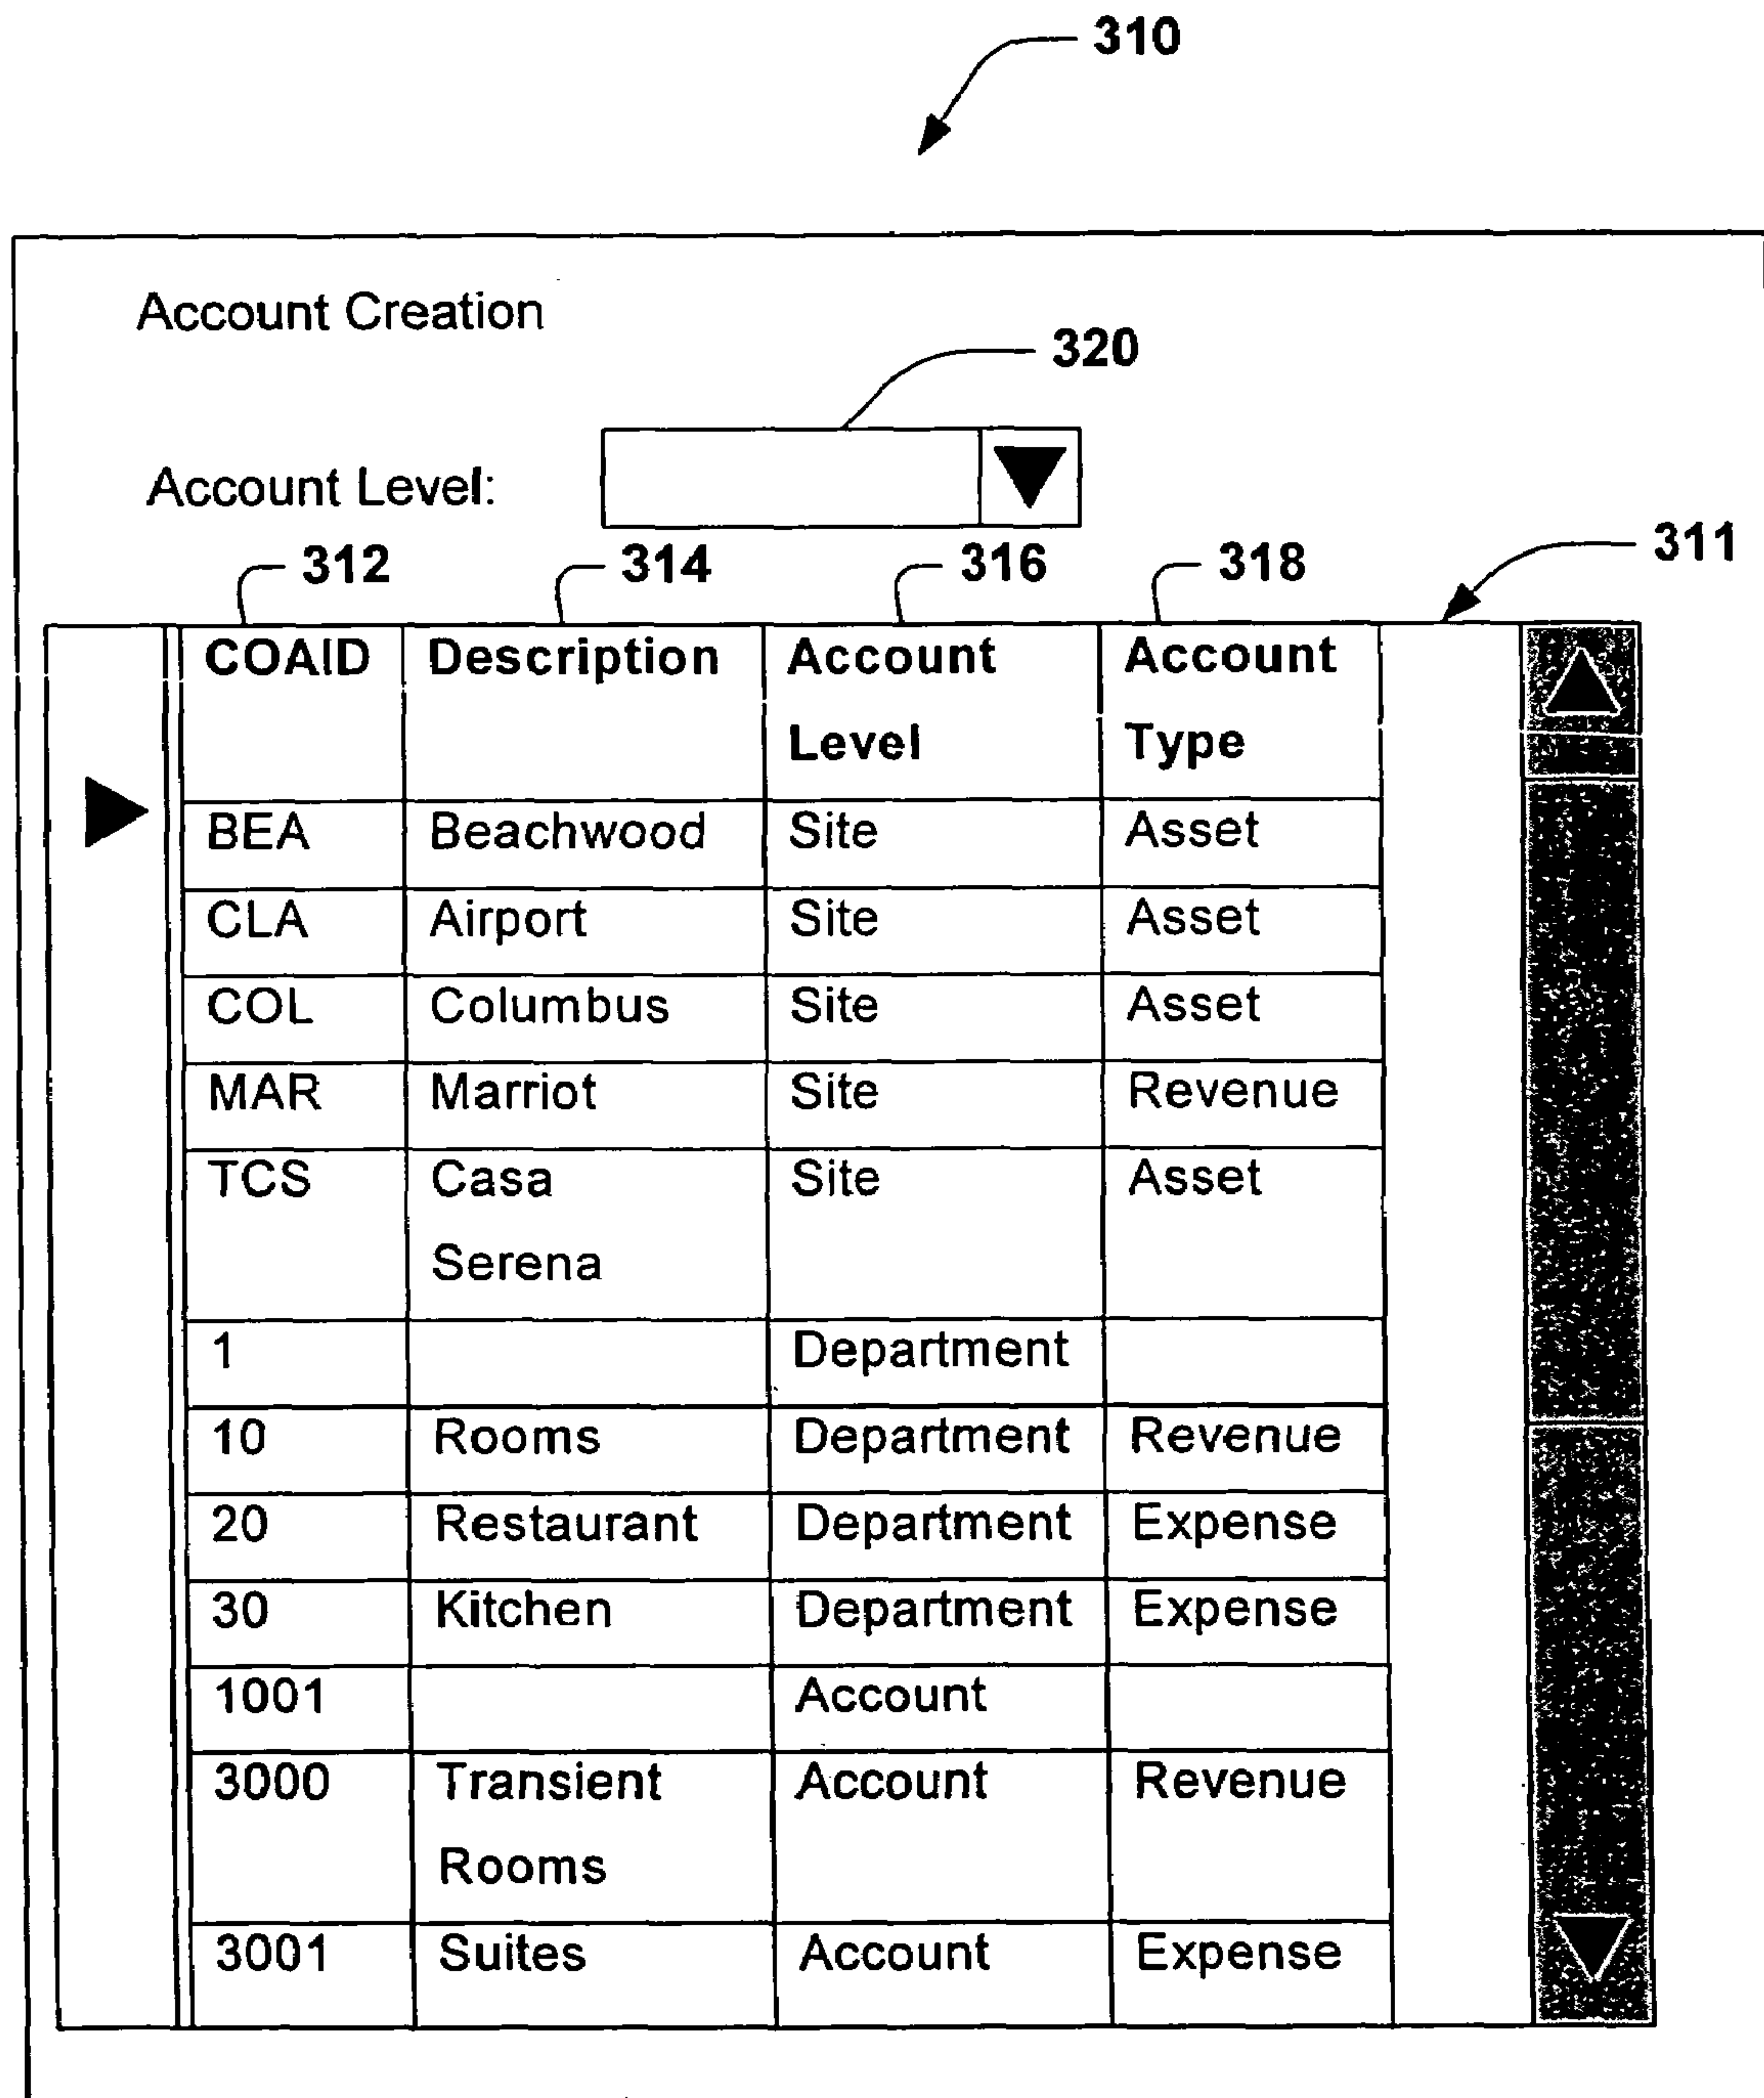 310
Account Creation
320
Account Level:
312 314 316 318 311
COAID Description Account Level Account Type
BEA Beachwood Site Asset
CLA Airport Site Asset
COL Columbus Site Asset
MAR Marriot Site Revenue
TCS Casa Serena Site Asset
1 Department
10 Rooms Department Revenue
20 Restaurant Department Expense
30 Kitchen Department Expense
1001 Account
3000 Transient Rooms Account Revenue
3001 Suites Account Expense